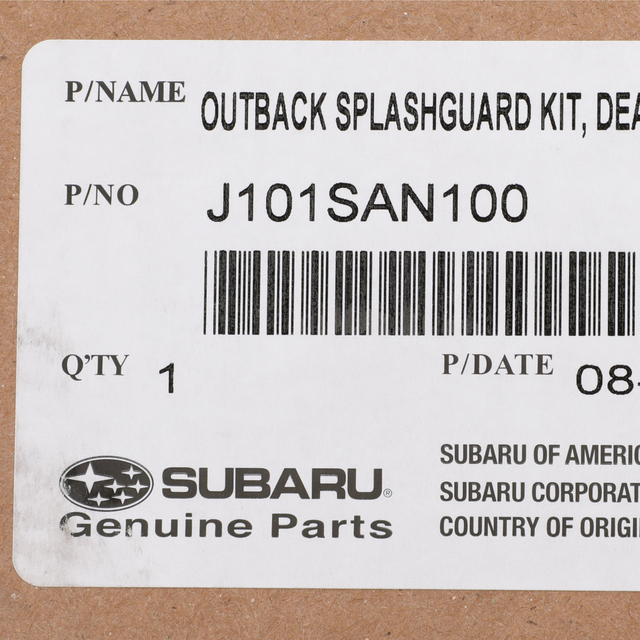 P/NAME OUTBACK SPLASHGUARD KIT, DEA
P/NO J101SAN100
Q'TY 1 P/DATE 08-
SUBARU®
Genuine Parts
SUBARU OF AMERIC
SUBARU CORPORAT
COUNTRY OF ORIGI